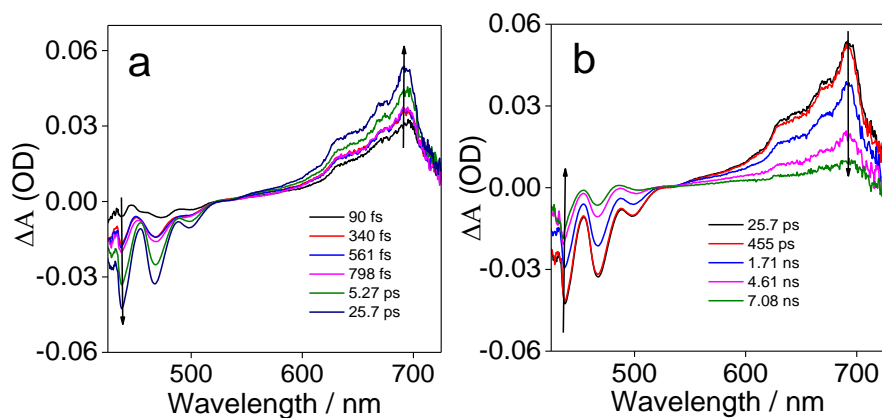 a
ΔA (OD)
0.06
0.03
0.00
-0.03
-0.06
90 fs
340 fs
561 fs
798 fs
5.27 ps
25.7 ps
500
600
700
Wavelength / nm
b
ΔA (OD)
0.06
0.03
0.00
-0.03
-0.06
25.7 ps
455 ps
1.71 ns
4.61 ns
7.08 ns
500
600
700
Wavelength / nm